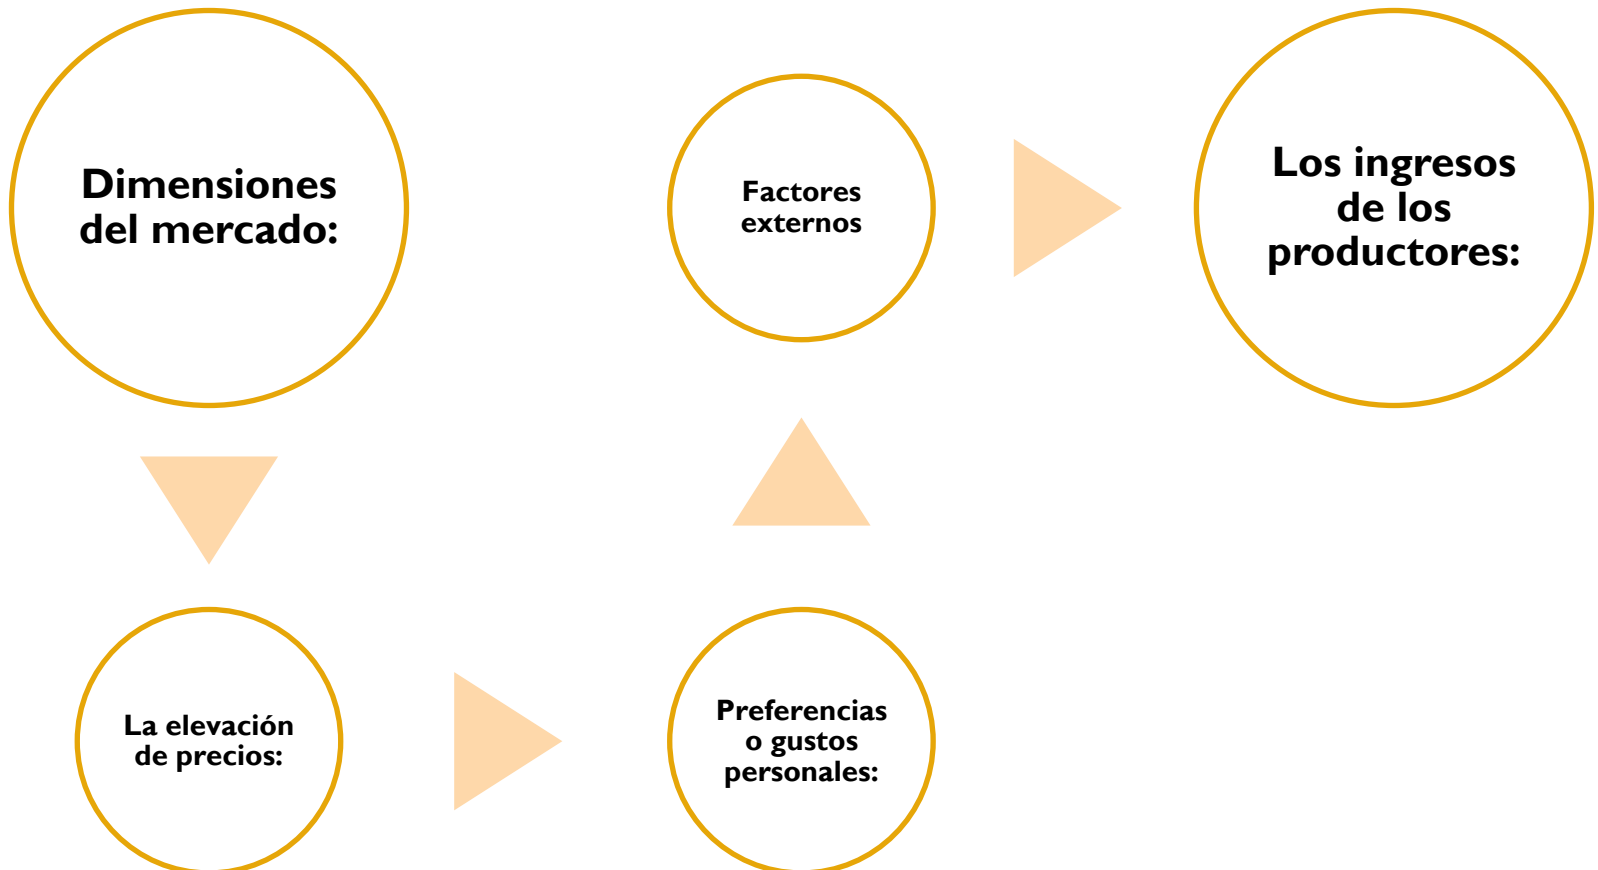 Dimensiones
del mercado:
La elevación
de precios:
Preferencias
o gustos
personales:
Factores
externos
Los ingresos
de los
productores: